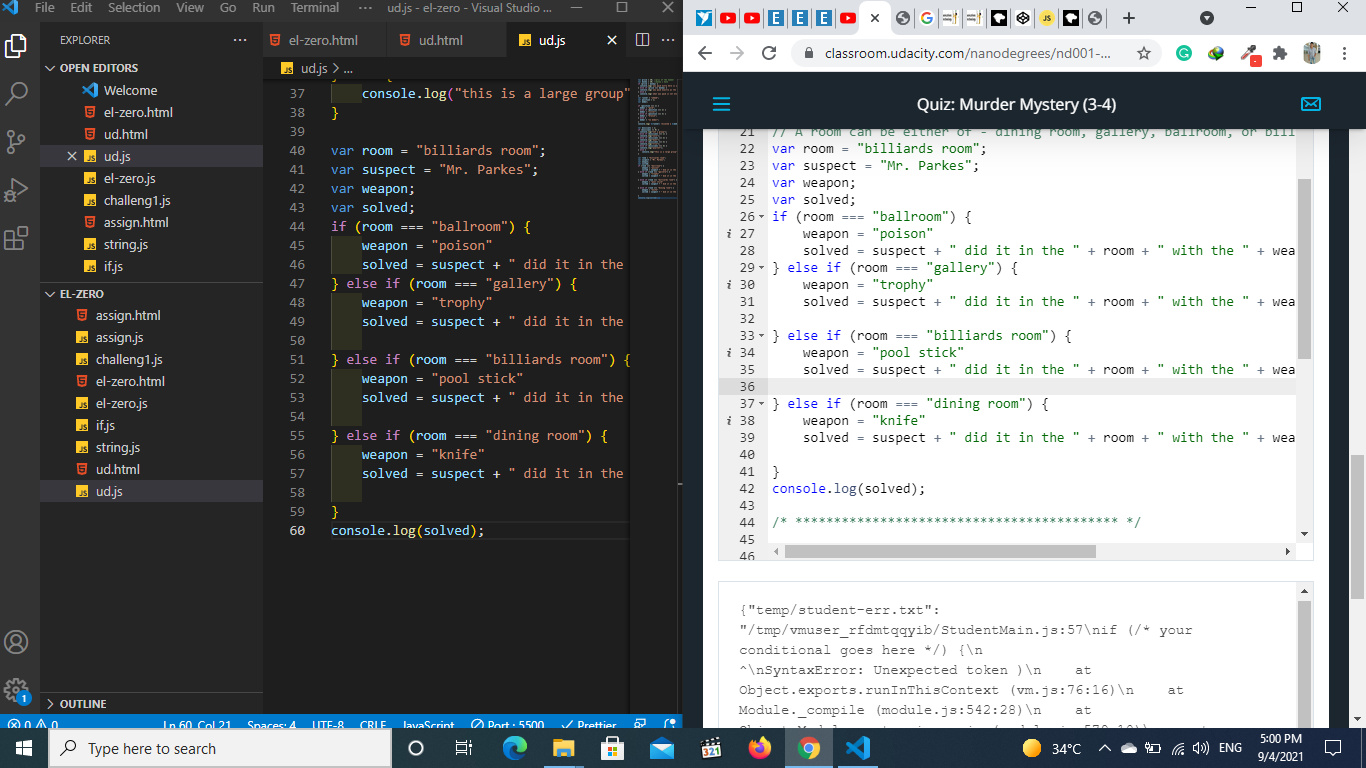 File Edit Selection View Go Run Terminal ··· ud.js - el-zero - Visual Studio ...
EXPLORER
OPEN EDITORS
Welcome
el-zero.html
ud.html
ud.js
el-zero.js
challeng1.js
assign.html
string.js
if.js
EL-ZERO
assign.html
assign.js
challeng1.js
el-zero.html
el-zero.js
if.js
string.js
ud.html
ud.js
OUTLINE
el-zero.html ud.html ud.js
ud.js > ...
37 console.log("this is a large group"
38 }
39
40 var room = "billiards room";
41 var suspect = "Mr. Parkes";
42 var weapon;
43 var solved;
44 if (room === "ballroom") {
45 weapon = "poison"
46 solved = suspect + " did it in the
47 } else if (room === "gallery") {
48 weapon = "trophy"
49 solved = suspect + " did it in the
50
51 } else if (room === "billiards room") {
52 weapon = "pool stick"
53 solved = suspect + " did it in the
54
55 } else if (room === "dining room") {
56 weapon = "knife"
57 solved = suspect + " did it in the
58
59 }
60 console.log(solved);
0 0 Ln 60, Col 21 Spaces: 4 UTF-8 CRLF JavaScript Port : 5500 Prettier
classroom.udacity.com/nanodegrees/nd001-...
Quiz: Murder Mystery (3-4)
21 // A room can be either of - dining room, gallery, ballroom, or bill
22 var room = "billiards room";
23 var suspect = "Mr. Parkes";
24 var weapon;
25 var solved;
26 if (room === "ballroom") {
27 weapon = "poison"
28 solved = suspect + " did it in the " + room + " with the " + wea
29 } else if (room === "gallery") {
30 weapon = "trophy"
31 solved = suspect + " did it in the " + room + " with the " + wea
32
33 } else if (room === "billiards room") {
34 weapon = "pool stick"
35 solved = suspect + " did it in the " + room + " with the " + wea
36
37 } else if (room === "dining room") {
38 weapon = "knife"
39 solved = suspect + " did it in the " + room + " with the " + wea
40
41 }
42 console.log(solved);
43
44 /* ****************************************** */
45
46
{"temp/student-err.txt":
"/tmp/vmuser_rfdmtqqyib/StudentMain.js:57\nif (/* your
conditional goes here */) {\n
^\nSyntaxError: Unexpected token )\n at
Object.exports.runInThisContext (vm.js:76:16)\n at
Module._compile (module.js:542:28)\n at
Type here to search
34°C ENG
5:00 PM
9/4/2021